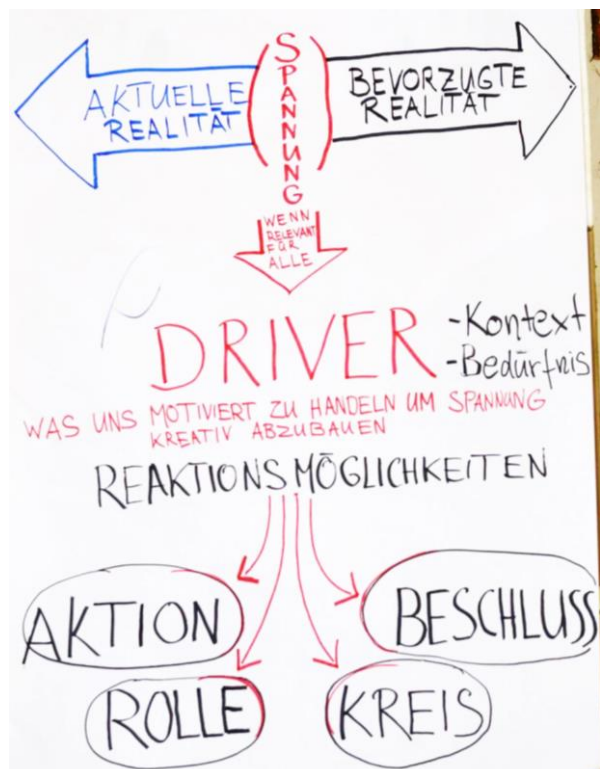 AKTUELLE
REALITÄT
SPANNUNG
BEVORZUGTE
REALITÄT
WENN
RELEVANT
FÜR
ALLE
DRIVER
-Kontext
-Bedürfnis
WAS UNS MOTIVIERT ZU HANDELN UM SPANNUNG
KREATIV ABZUBAUEN
REAKTIONSMÖGLICHKEITEN
AKTION
BESCHLUSS
ROLLE
KREIS